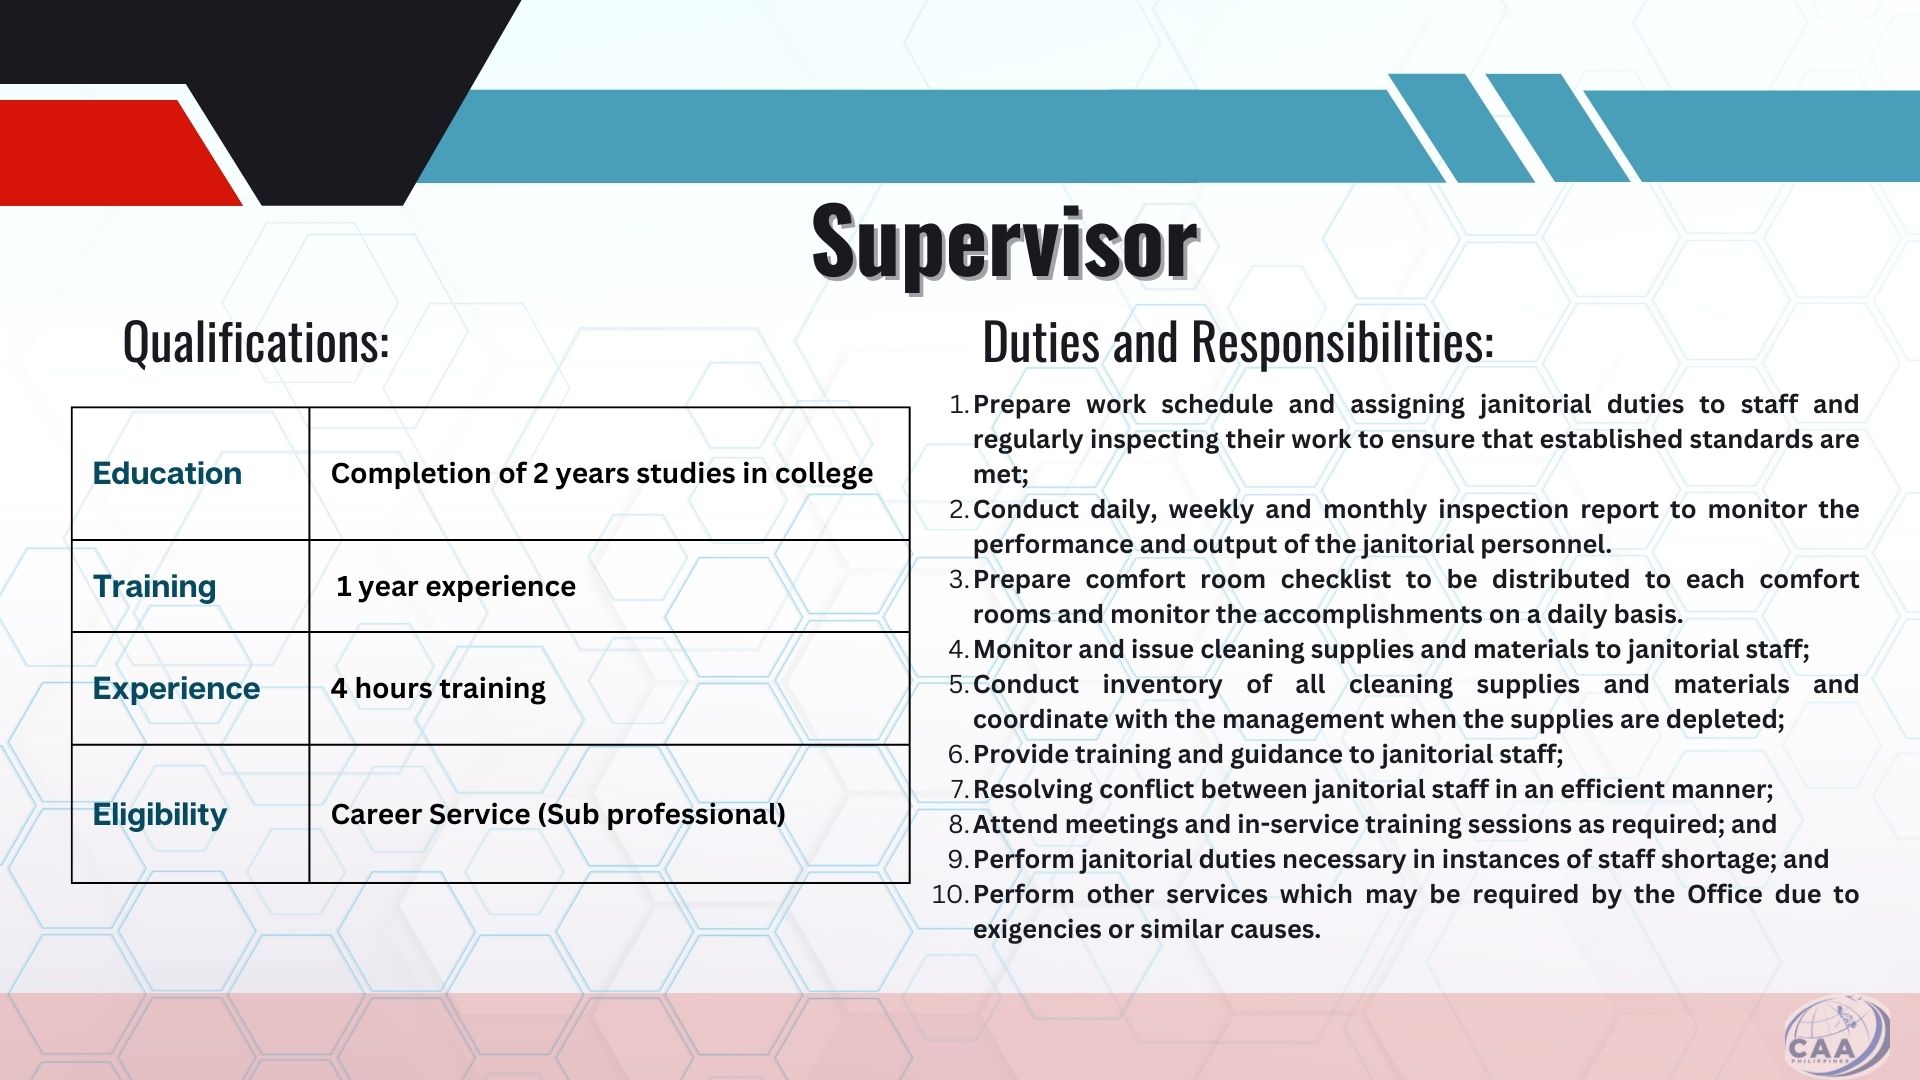 Supervisor
Qualifications:
Education
Completion of 2 years studies in college
Training
1 year experience
Experience
4 hours training
Eligibility
Career Service (Sub professional)
Duties and Responsibilities:
1. Prepare work schedule and assigning janitorial duties to staff and
regularly inspecting their work to ensure that established standards are
met;
2. Conduct daily, weekly and monthly inspection report to monitor the
performance and output of the janitorial personnel.
3. Prepare comfort room checklist to be distributed to each comfort
rooms and monitor the accomplishments on a daily basis.
4. Monitor and issue cleaning supplies and materials to janitorial staff;
5. Conduct inventory of all cleaning supplies and materials and
coordinate with the management when the supplies are depleted;
6. Provide training and guidance to janitorial staff;
7. Resolving conflict between janitorial staff in an efficient manner;
8. Attend meetings and in-service training sessions as required; and
9. Perform janitorial duties necessary in instances of staff shortage; and
10. Perform other services which may be required by the Office due to
exigencies or similar causes.
CAA
PHILIPPINES